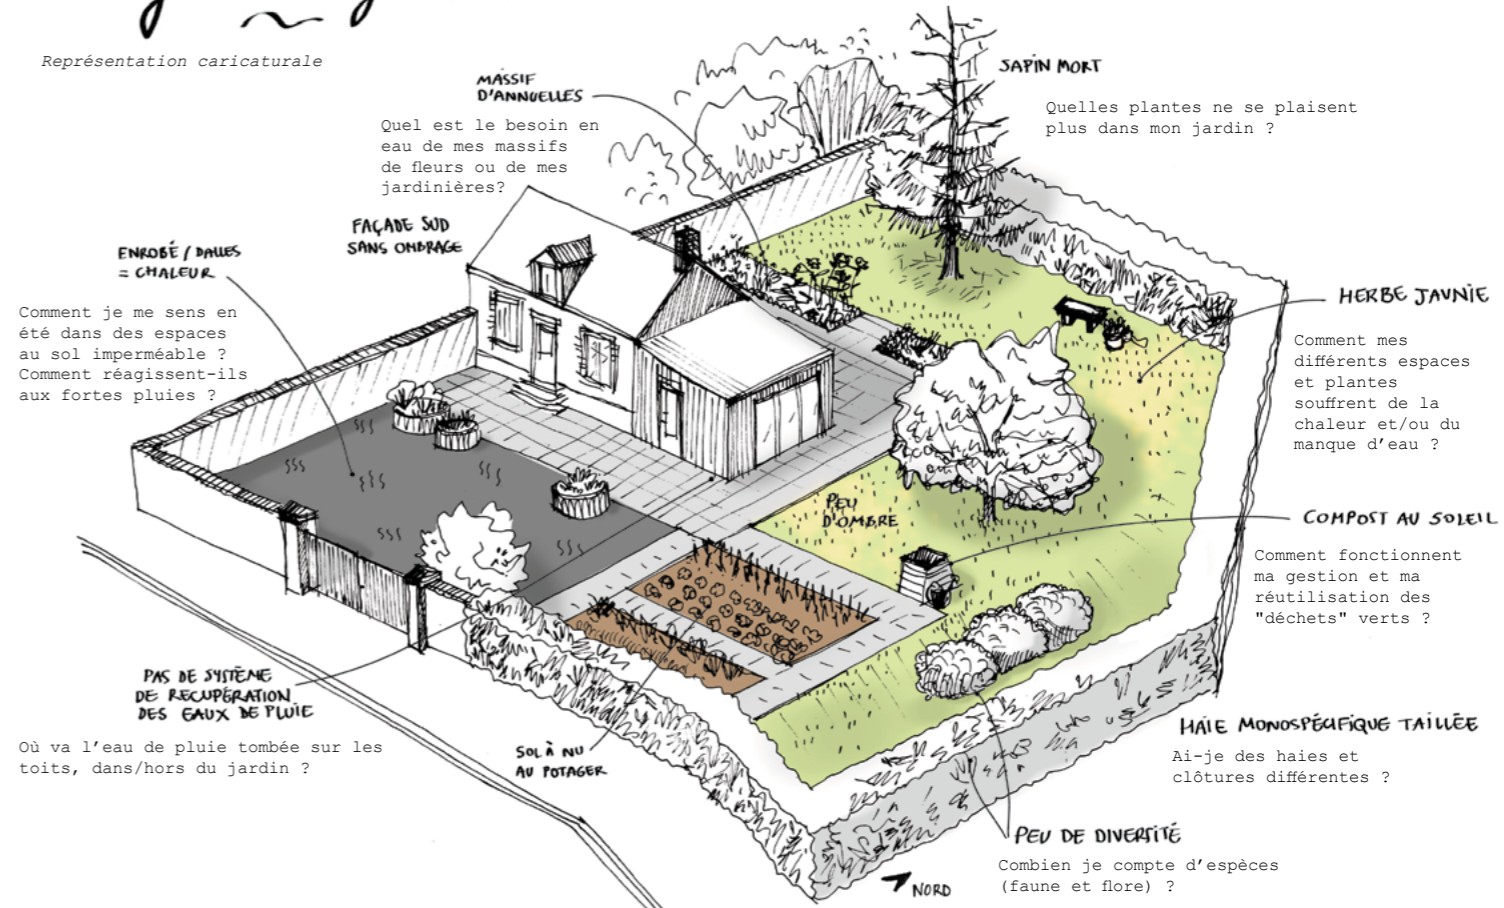 Représentation caricaturale
MASSIF
D'ANNUELLES
Quel est le besoin en
eau de mes massifs
de fleurs ou de mes
jardinières?
SAPIN MORT
Quelles plantes ne se plaisent
plus dans mon jardin ?
FAÇADE SUD
SANS OMBRAGE
ENROBÉ / DALLES
= CHALEUR
Comment je me sens en
été dans des espaces
au sol imperméable ?
Comment réagissent-ils
aux fortes pluies ?
HERBE JAUNIE
Comment mes
différents espaces
et plantes
souffrent de la
chaleur et/ou du
manque d'eau ?
PEU
D'OMBRE
COMPOST AU SOLEIL
Comment fonctionnent
ma gestion et ma
réutilisation des
"déchets" verts ?
PAS DE SYSTÈME
DE RECUPÉRATION
DES EAUX DE PLUIE
Où va l'eau de pluie tombée sur les
toits, dans/hors du jardin ?
SOL À NU
AU POTAGER
HAIE MONOSPÉCIFIQUE TAILLÉE
Ai-je des haies et
clôtures différentes ?
PEU DE DIVERSITÉ
Combien je compte d'espèces
(faune et flore) ?
NORD